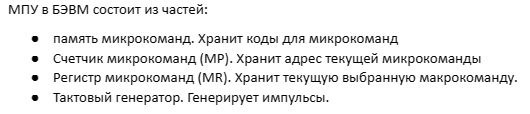 МПУ в БЭВМ состоит из частей:
● память микрокоманд. Хранит коды для микрокоманд
● Счетчик микрокоманд (MP). Хранит адрес текущей микрокоманды
● Регистр микрокоманд (MR). Хранит текущую выбранную макрокоманду.
● Тактовый генератор. Генерирует импульсы.